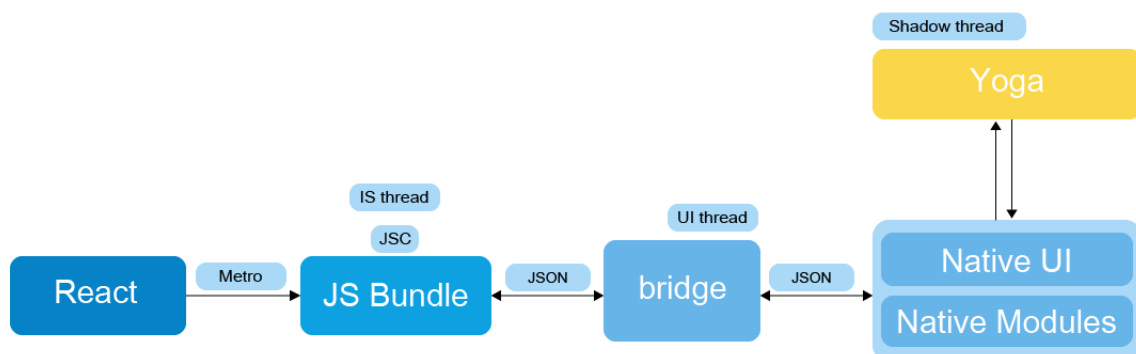 Shadow thread
Yoga
IS thread
UI thread
JSC
React
Metro
JS Bundle
JSON
bridge
JSON
Native UI
Native Modules